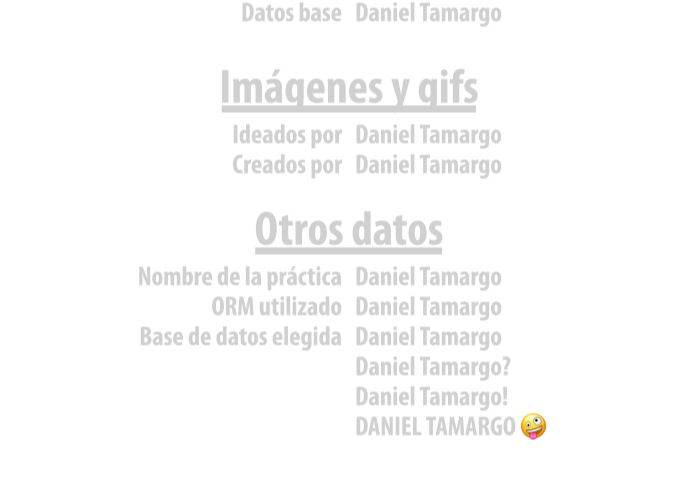 Datos base Daniel Tamargo
Imágenes y gifs
Ideados por Daniel Tamargo
Creados por Daniel Tamargo
Otros datos
Nombre de la práctica Daniel Tamargo
ORM utilizado Daniel Tamargo
Base de datos elegida Daniel Tamargo
Daniel Tamargo?
Daniel Tamargo!
DANIEL TAMARGO 🤪